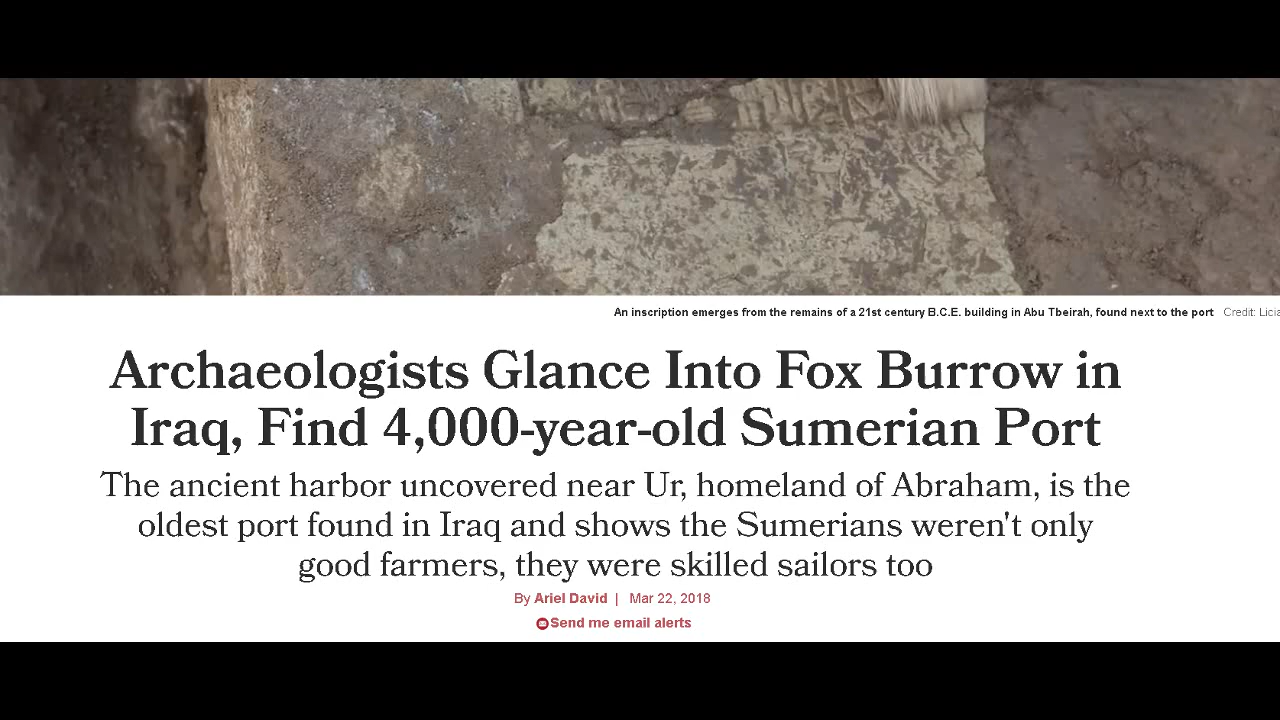 An inscription emerges from the remains of a 21st century B.C.E. building in Abu Tbeirah, found next to the port Credit: Licia
Archaeologists Glance Into Fox Burrow in
Iraq, Find 4,000-year-old Sumerian Port
The ancient harbor uncovered near Ur, homeland of Abraham, is the
oldest port found in Iraq and shows the Sumerians weren't only
good farmers, they were skilled sailors too
By Ariel David | Mar 22, 2018
Send me email alerts